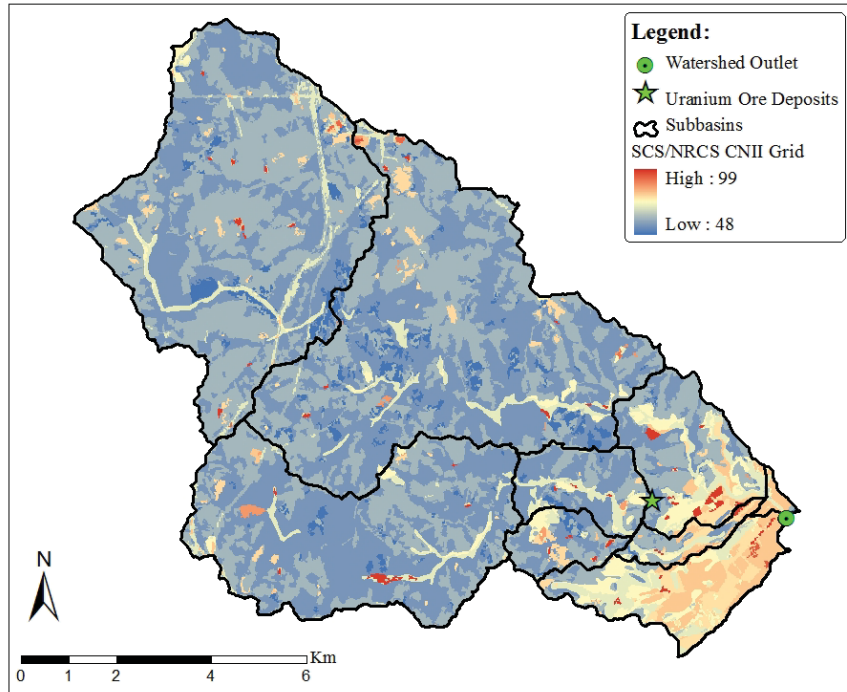 Legend:
Watershed Outlet
Uranium Ore Deposits
Subbasins
SCS/NRCS CNII Grid
High : 99
Low : 48
N
Km
0 1 2 4 6